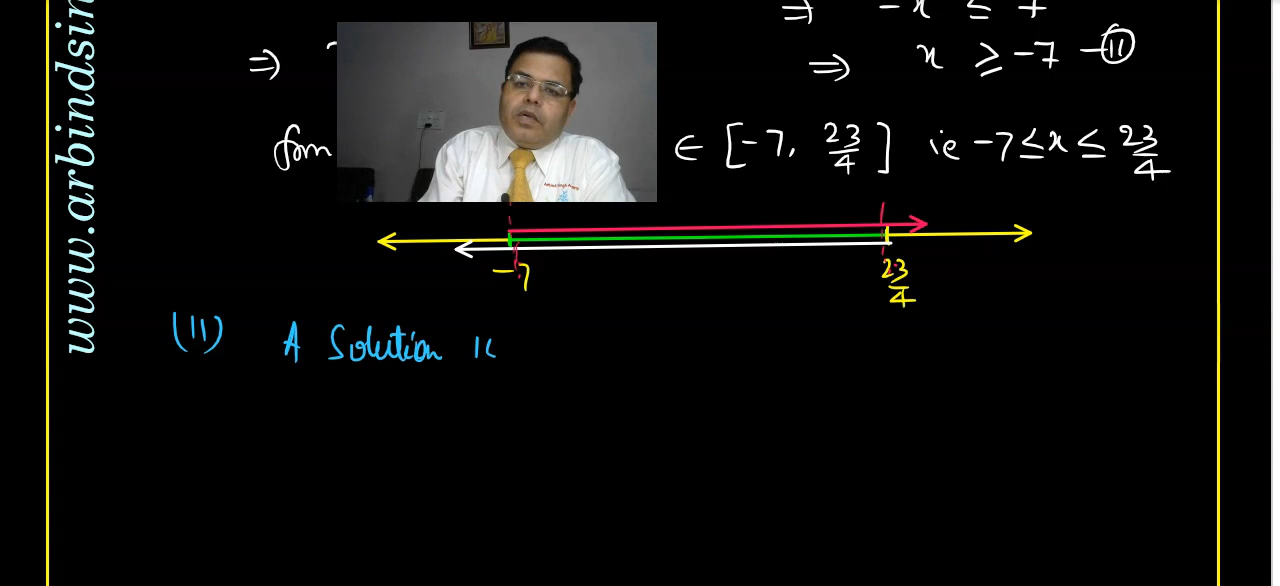 ⇒ -x ≤ 7
⇒ x ≥ -7 -(II)
from ∈ [-7, 23/4] ie -7 ≤ x ≤ 23/4
-7 23/4
(II) A Solution is
www.arbindsin